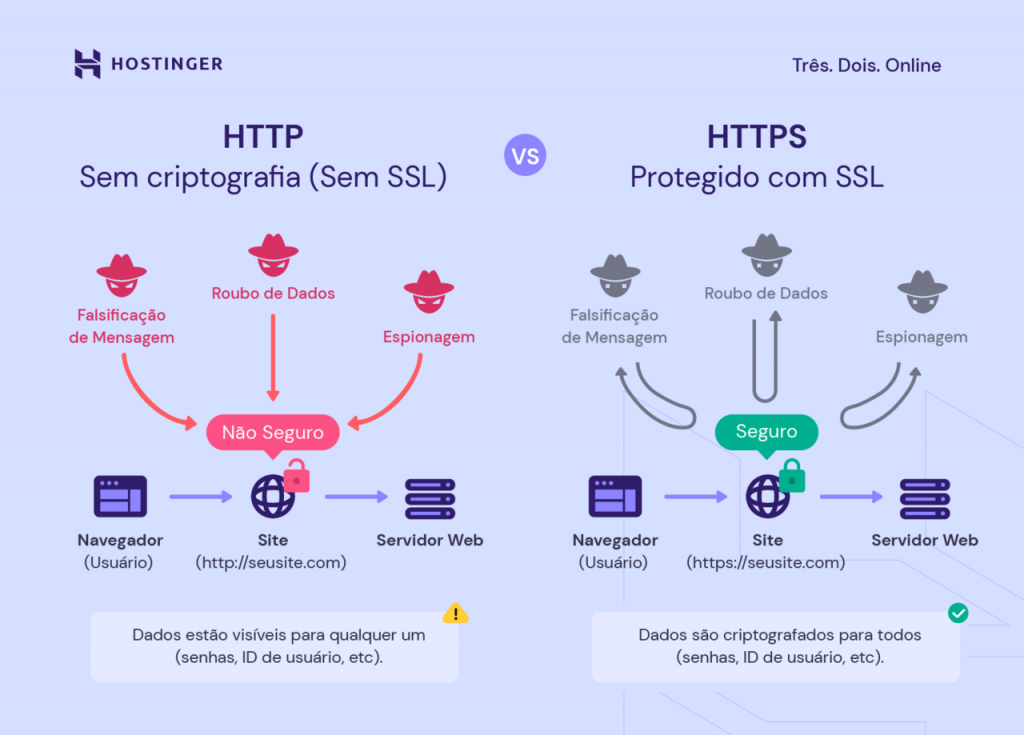 HOSTINGER
Três. Dois. Online
HTTP
Sem criptografia (Sem SSL)
VS
HTTPS
Protegido com SSL
Roubo de Dados
Falsificação
de Mensagem
Espionagem
Não Seguro
Navegador
(Usuário)
Site
(http://seusite.com)
Servidor Web
Dados estão visíveis para qualquer um
(senhas, ID de usuário, etc).
Roubo de Dados
Falsificação
de Mensagem
Espionagem
Seguro
Navegador
(Usuário)
Site
(https://seusite.com)
Servidor Web
Dados são criptografados para todos
(senhas, ID de usuário, etc).